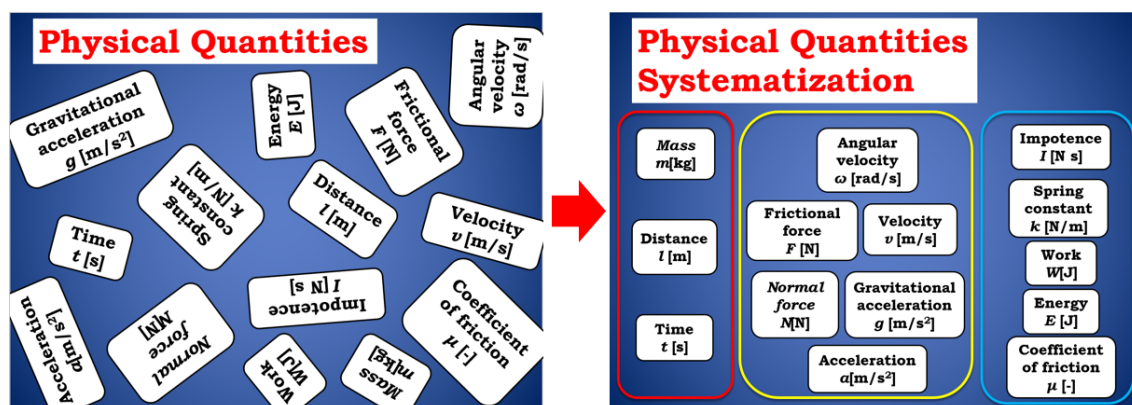 Physical Quantities
Gravitational
acceleration
g [m/s²]
Energy
E [J]
Frictional
force
F[N]
Angular
velocity
ω [rad/s]
Spring
constant
k [N/m]
Distance
l [m]
Velocity
v [m/s]
Time
t [s]
Impotence
I [N s]
Coefficient
of friction
μ [-]
Acceleration
a[m/s²]
Normal
force
N[N]
Work
W[J]
Mass
m[kg]
Physical Quantities
Systematization
Mass
m[kg]
Distance
l [m]
Time
t [s]
Angular
velocity
ω [rad/s]
Frictional
force
F [N]
Velocity
v [m/s]
Normal
force
N[N]
Gravitational
acceleration
g [m/s²]
Acceleration
a[m/s²]
Impotence
I [N s]
Spring
constant
k [N/m]
Work
W[J]
Energy
E [J]
Coefficient
of friction
μ [-]